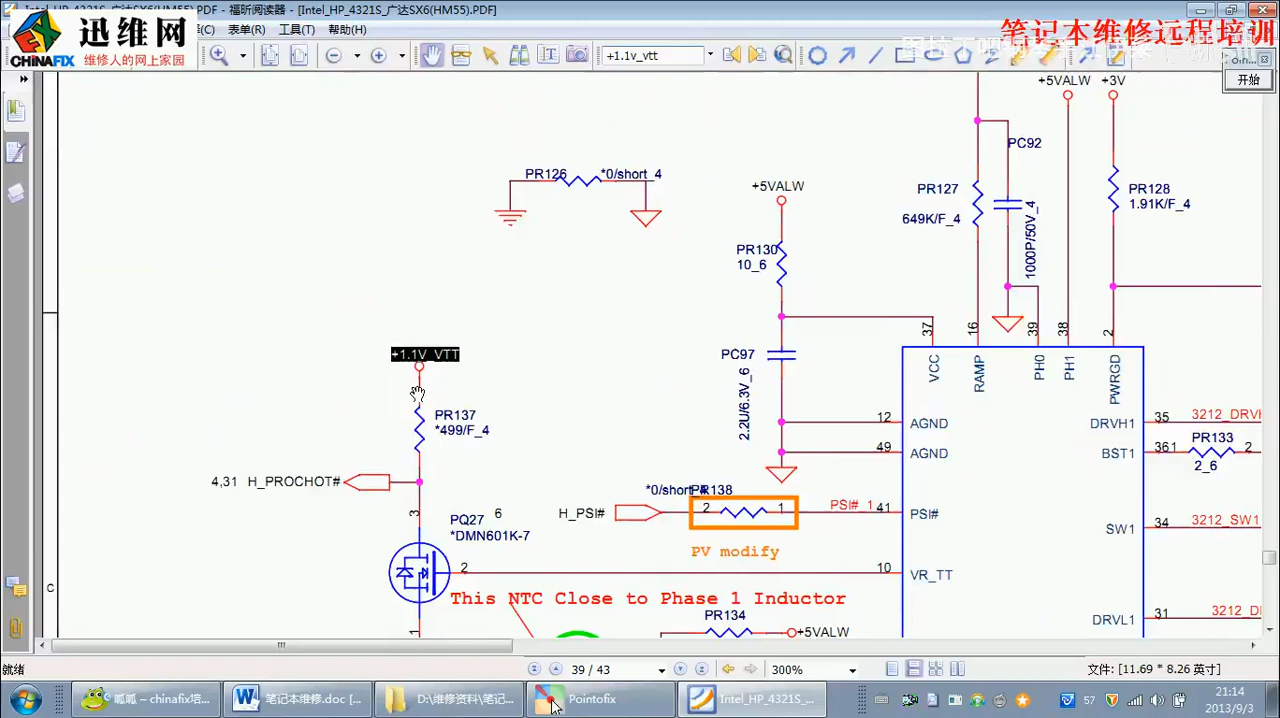 Intel_HP_4321S_广达SX6(HM55).PDF - 福昕阅读器 - [Intel_HP_4321S_广达SX6(HM55).PDF]
表单(R) 工具(T) 帮助(H)
迅维网
CHINAFIX 维修人的网上家园
笔记本维修远程培训
+1.1v_vtt
开始
+5VALW +3V
PC92
PR126 *0/short_4
+5VALW
PR127
649K/F_4
1000P/50V_4
PR128
1.91K/F_4
PR130
10_6
37 16 39 38 2
+1.1V_VTT
PC97
2.2U/6.3V_6
VCC RAMP PH0 PH1 PWRGD
PR137
*499/F_4
12 AGND
DRVH1 35 3212_DRVH
49 AGND
BST1 36 1 PR133 2
2_6
4,31 H_PROCHOT#
*0/short_4
PR138
H_PSI# 2 1 PSI#_1 41 PSI#
3
PQ27 6
*DMN601K-7
SW1 34 3212_SW1
PV modify
2 10 VR_TT
This NTC Close to Phase 1 Inductor
PR134
+5VALW
1
DRVL1 31
C
就绪
39 / 43
300%
文件: [11.69 * 8.26 英寸]
呱呱 – chinafix培...
笔记本维修.doc [...
D:\维修资料\笔记...
Pointofix
Intel_HP_4321S_...
57
21:14
2013/9/3